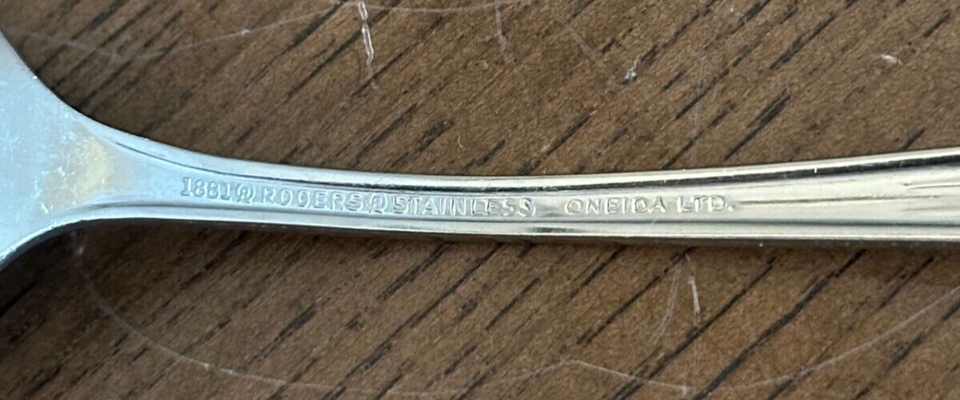 1881 ® ROGERS ® STAINLESS ONEIDA LTD.